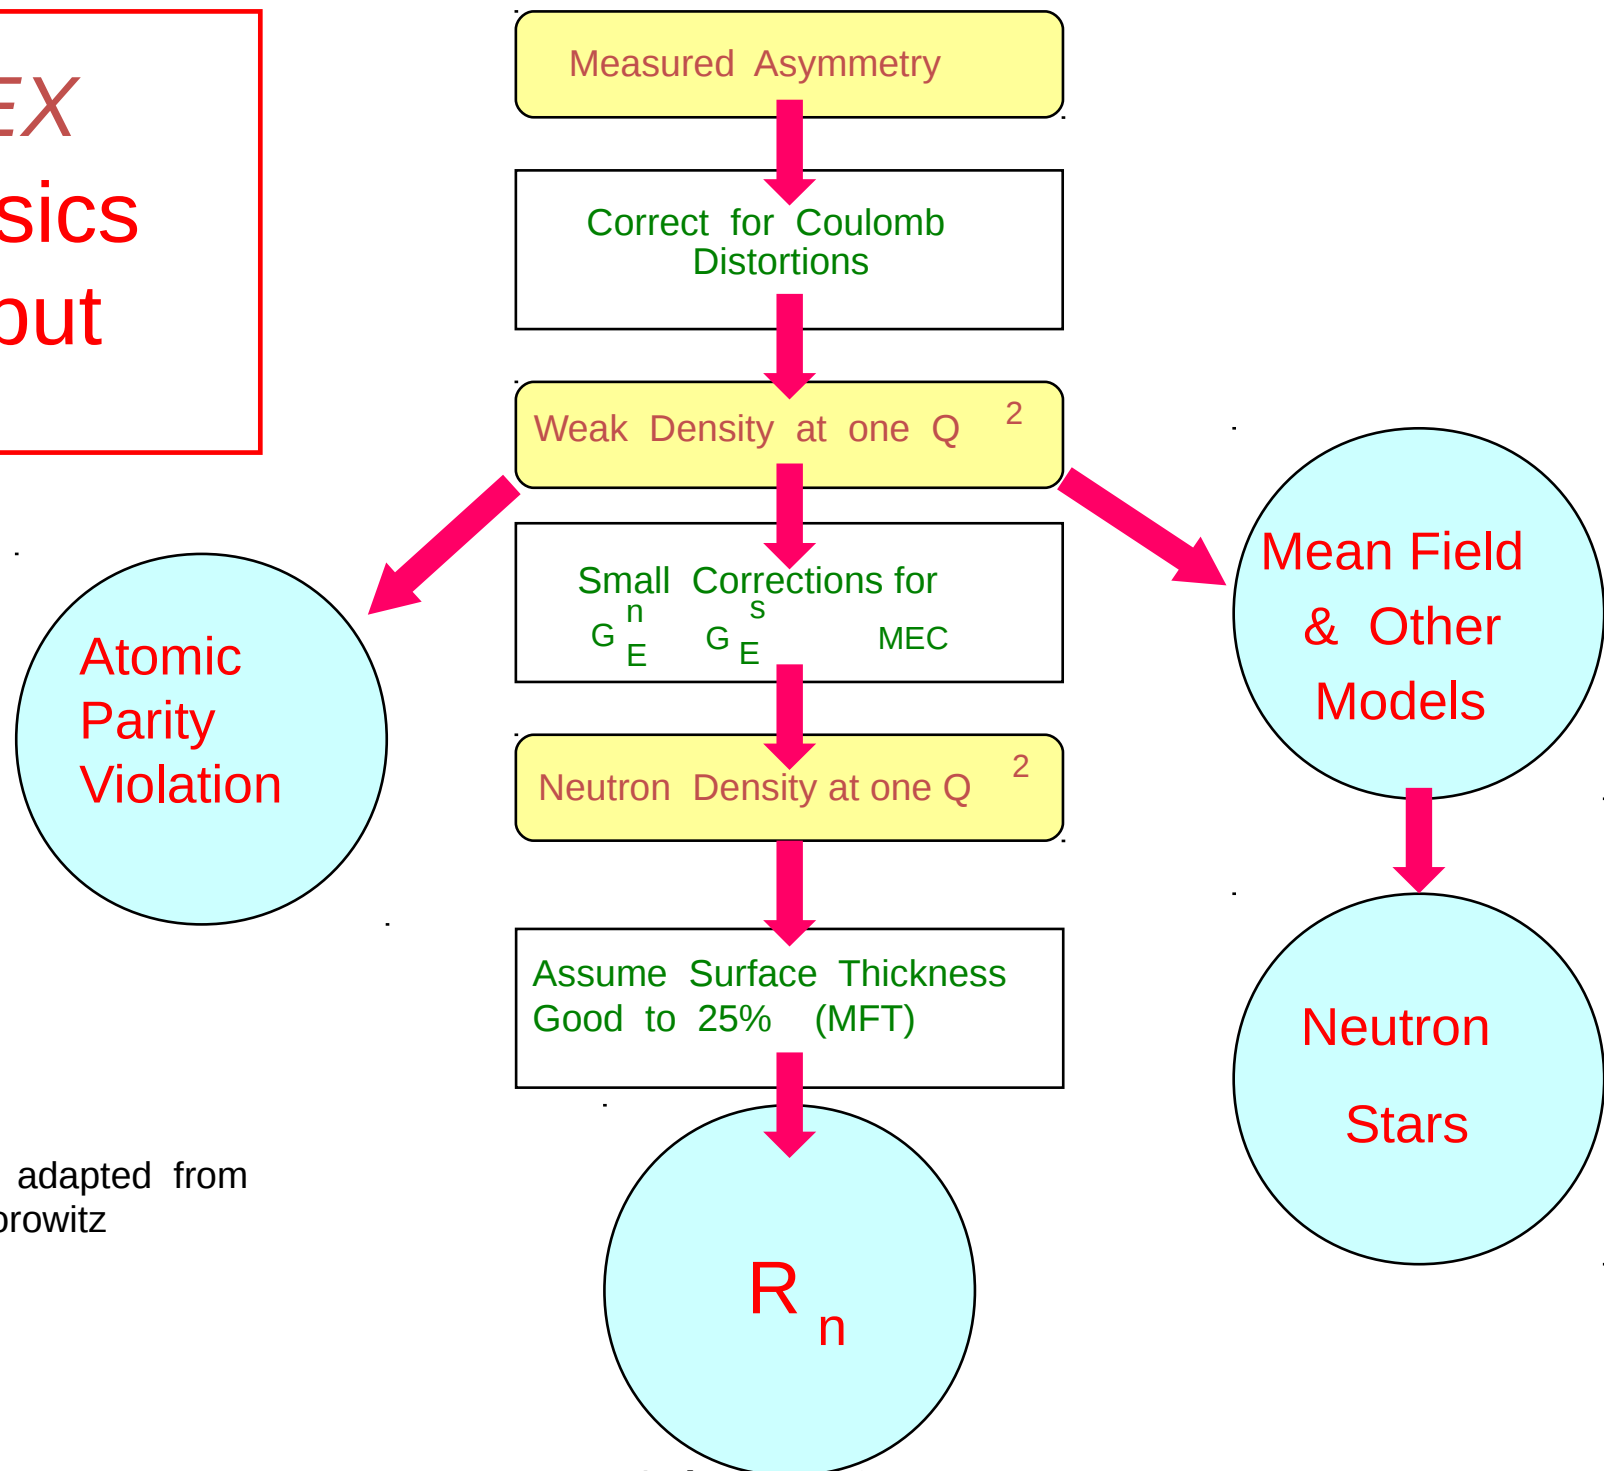 EX
sics
put
Measured Asymmetry
Correct for Coulomb
Distortions
Weak Density at one Q 2
Small Corrections for
G n E G s E MEC
Neutron Density at one Q 2
Assume Surface Thickness
Good to 25% (MFT)
R n
Atomic
Parity
Violation
Mean Field
& Other
Models
Neutron
Stars
adapted from
orowitz